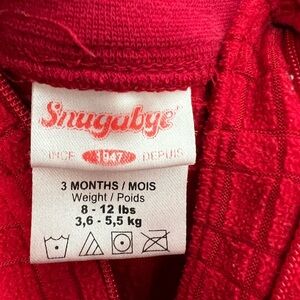 Snugabye
SINCE 1947 DEPUIS
3 MONTHS / MOIS
Weight / Poids
8 - 12 lbs
3,6 - 5,5 kg